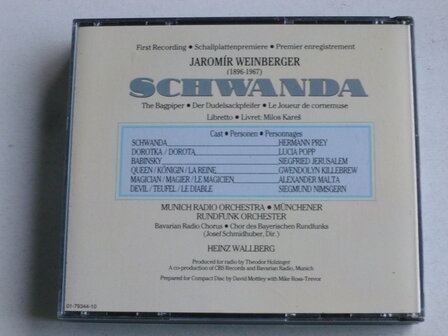 First Recording • Schallplattenpremiere • Premier enregistrement
JAROMÍR WEINBERGER
(1896-1967)
SCHWANDA
The Bagpiper • Der Dudelsackpfeifer • Le Joueur de cornemuse
Libretto • Livret: Milos Kareš
Cast • Personen • Personnages
SCHWANDA HERMANN PREY
DOROTKA / DOROTA LUCIA POPP
BABINSKY SIEGFRIED JERUSALEM
QUEEN / KÖNIGIN / LA REINE GWENDOLYN KILLEBREW
MAGICIAN / MAGIER / LE MAGICIEN ALEXANDER MALTA
DEVIL / TEUFEL / LE DIABLE SIEGMUND NIMSGERN
MUNICH RADIO ORCHESTRA • MÜNCHENER
RUNDFUNK ORCHESTER
Bavarian Radio Chorus • Chor des Bayerischen Rundfunks
(Josef Schmidhuber, Dir.)
HEINZ WALLBERG
Produced for radio by Theodor Holzinger
A co-production of CBS Records and Bavarian Radio, Munich
Prepared for Compact Disc by David Mottley with Mike Ross-Trevor
01-79344-10